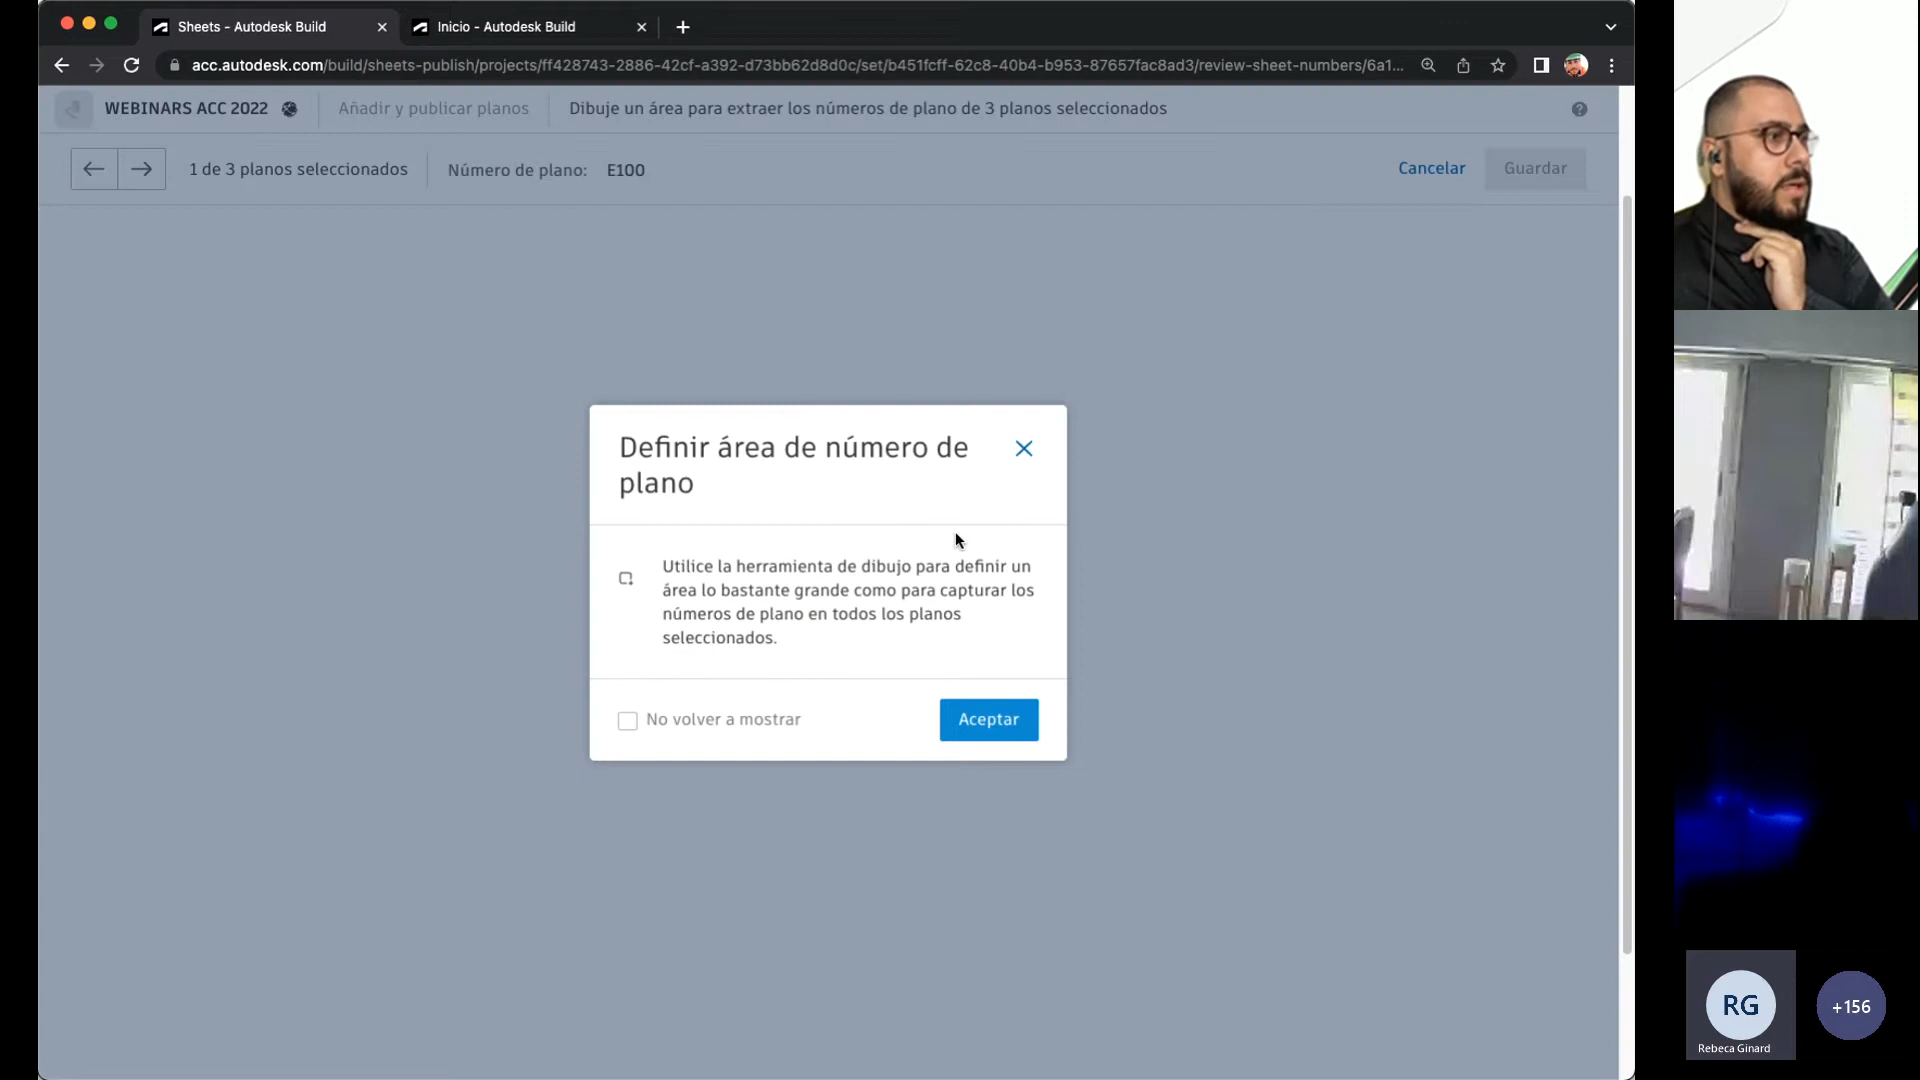 Sheets - Autodesk Build
Inicio - Autodesk Build
acc.autodesk.com/build/sheets-publish/projects/ff428743-2886-42cf-a392-d73bb62d8d0c/set/b451fcff-62c8-40b4-b953-87657fac8ad3/review-sheet-numbers/6a1...
WEBINARS ACC 2022
Añadir y publicar planos
Dibuje un área para extraer los números de plano de 3 planos seleccionados
1 de 3 planos seleccionados
Número de plano: E100
Cancelar
Guardar
Definir área de número de
plano
Utilice la herramienta de dibujo para definir un
área lo bastante grande como para capturar los
números de plano en todos los planos
seleccionados.
No volver a mostrar
Aceptar
RG
Rebeca Ginard
+156